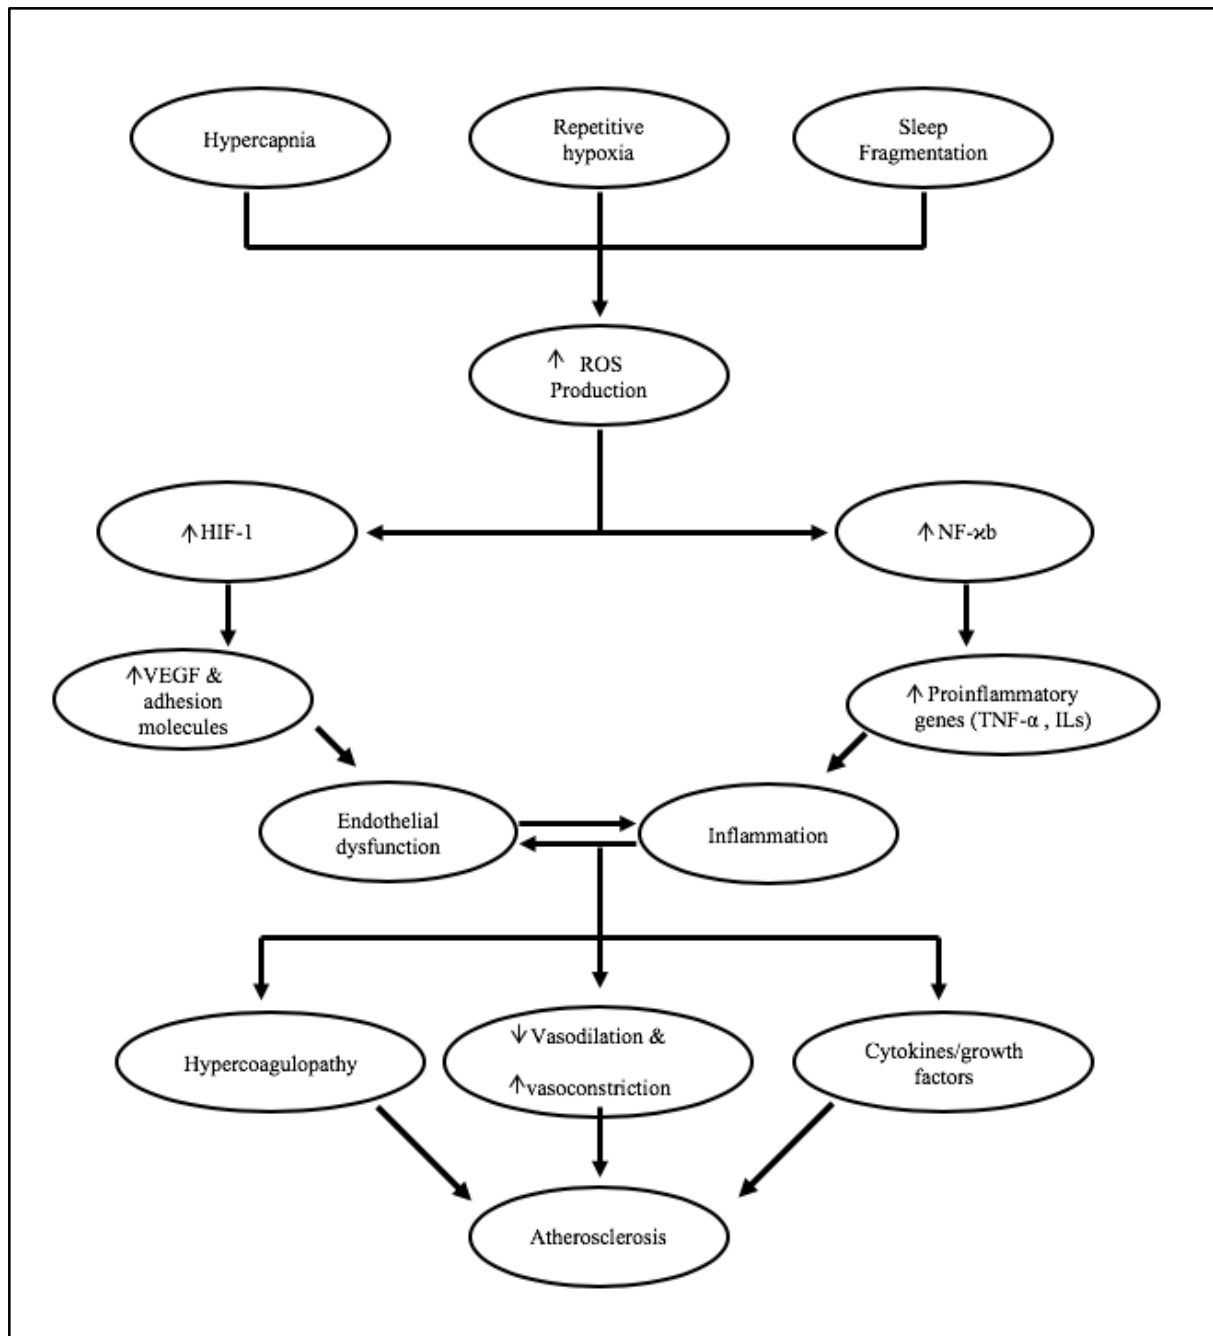 Hypercapnia
Repetitive
hypoxia
Sleep
Fragmentation
↑ ROS
Production
↑HIF-1
↑NF-ϰb
↑VEGF &
adhesion
molecules
↑ Proinflammatory
genes (TNF-α , ILs)
Endothelial
dysfunction
Inflammation
Hypercoagulopathy
↓Vasodilation &
↑vasoconstriction
Cytokines/growth
factors
Atherosclerosis